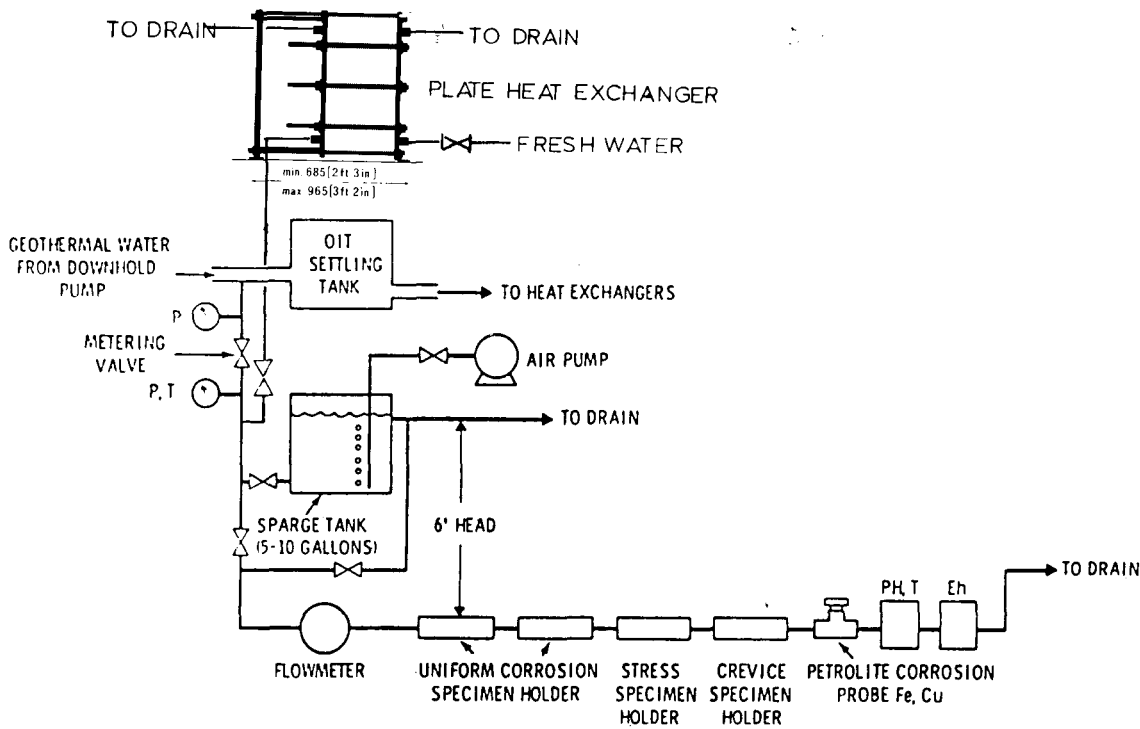 TO DRAIN
TO DRAIN
PLATE HEAT EXCHANGER
FRESH WATER
min. 685(2ft 3in)
max 965(3ft 2in)
GEOTHERMAL WATER
FROM DOWNHOLD
PUMP
OIT
SETTLING
TANK
TO HEAT EXCHANGERS
P
METERING
VALVE
P, T
AIR PUMP
TO DRAIN
SPARGE TANK
(5-10 GALLONS)
6' HEAD
FLOWMETER
UNIFORM CORROSION
SPECIMEN HOLDER
STRESS
SPECIMEN
HOLDER
CREVICE
SPECIMEN
HOLDER
PH, T
Eh
TO DRAIN
PETROLITE CORROSION
PROBE Fe, Cu